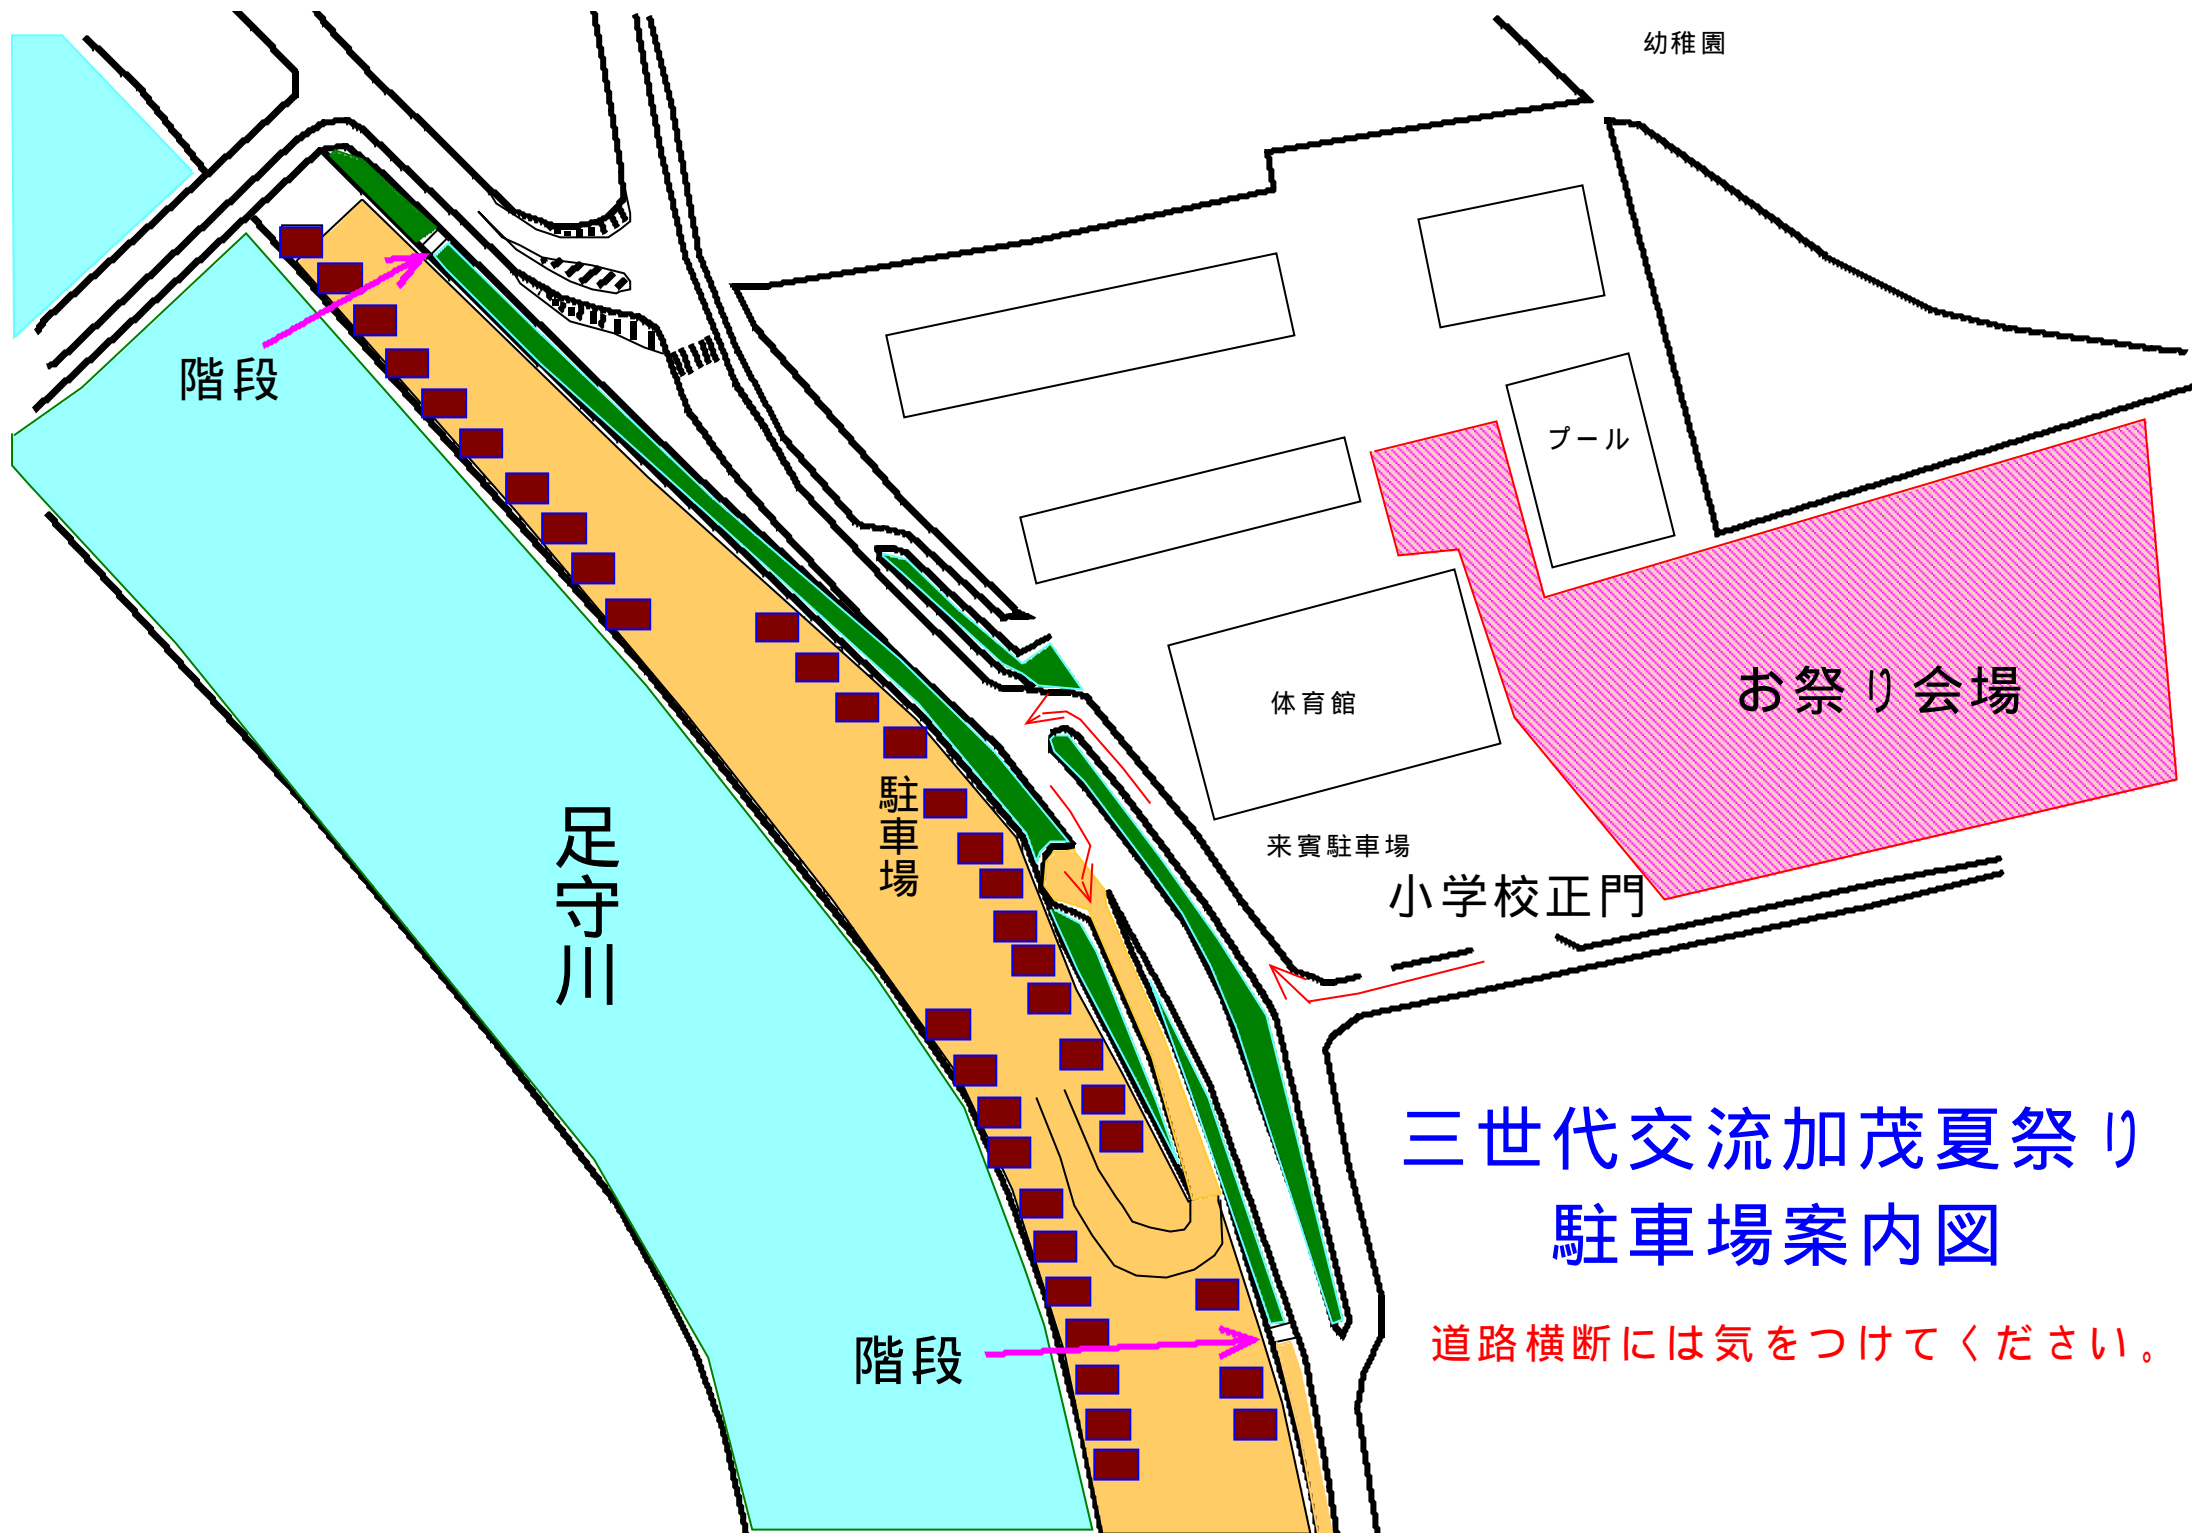 幼稚園
階段
プール
お祭り会場
体育館
足守川
駐車場
来賓駐車場
小学校正門
三世代交流加茂夏祭り
駐車場案内図
階段
道路横断には気をつけてください。